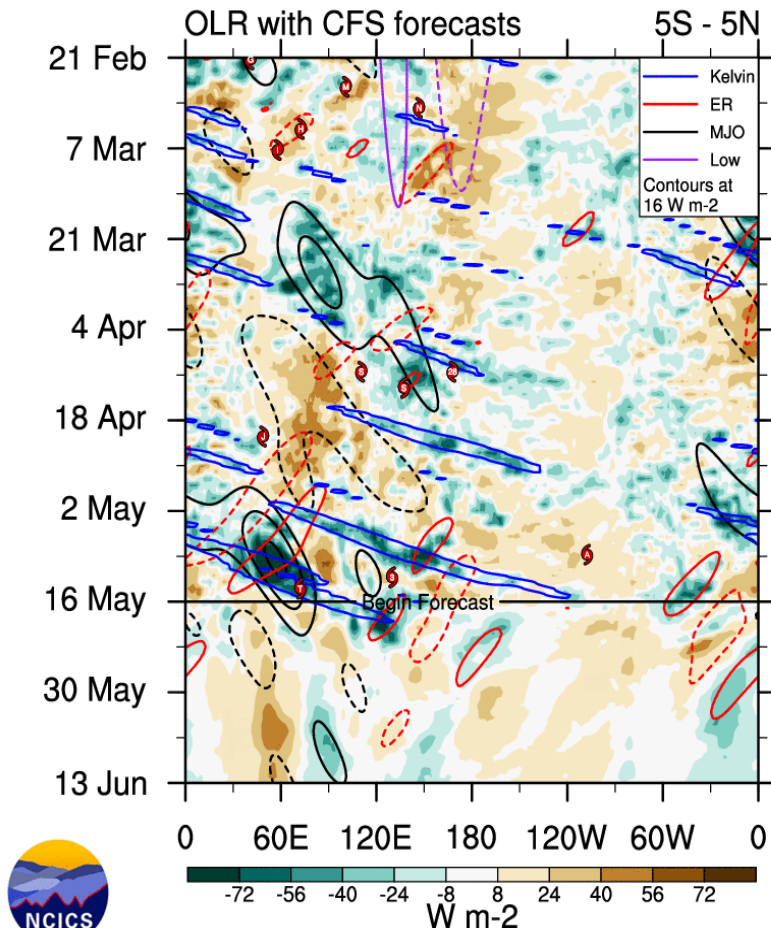 OLR with CFS forecasts 5S - 5N
21 Feb
7 Mar
21 Mar
4 Apr
18 Apr
2 May
16 May
30 May
13 Jun
Kelvin
ER
MJO
Low
Contours at
16 W m-2
G
M
N
H
I
S
28
S
J
A
3
T
Begin Forecast
0 60E 120E 180 120W 60W 0
-72 -56 -40 -24 -8 8 24 40 56 72
W m-2
NCICS